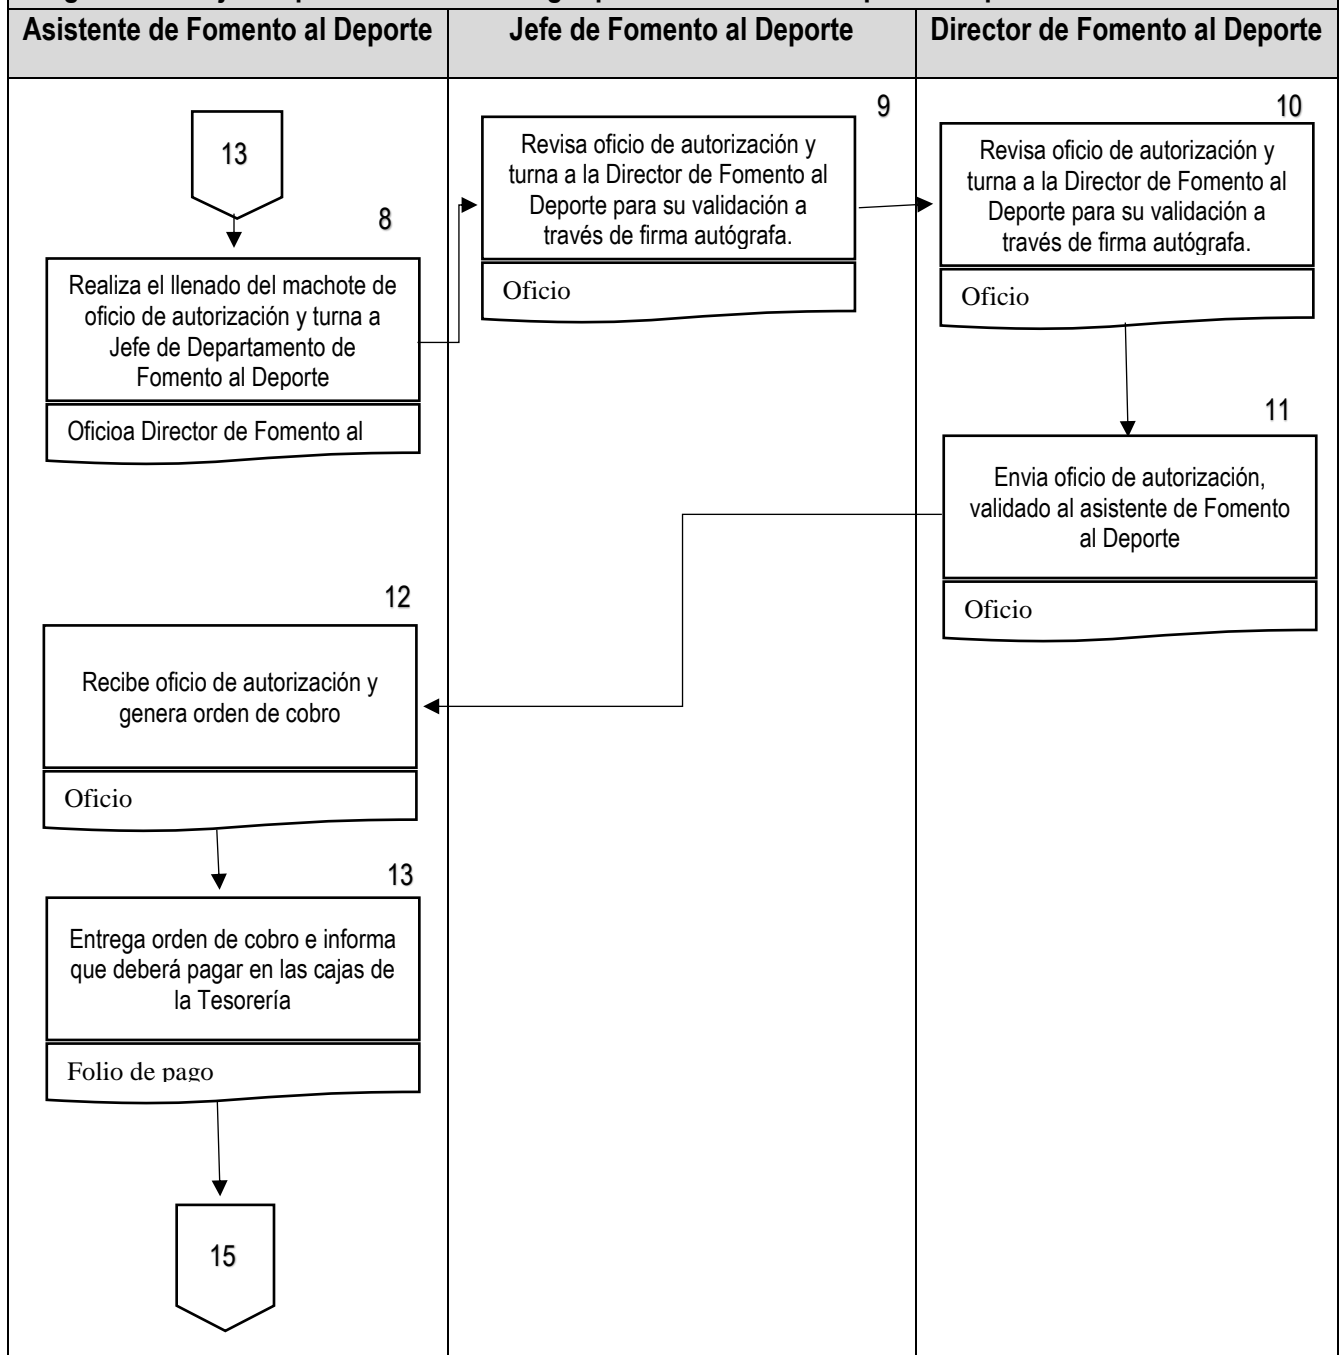 Asistente de Fomento al Deporte
Jefe de Fomento al Deporte
Director de Fomento al Deporte
13
8
Realiza el llenado del machote de
oficio de autorización y turna a
Jefe de Departamento de
Fomento al Deporte
Oficioa Director de Fomento al
9
Revisa oficio de autorización y
turna a la Director de Fomento al
Deporte para su validación a
través de firma autógrafa.
Oficio
10
Revisa oficio de autorización y
turna a la Director de Fomento al
Deporte para su validación a
través de firma autógrafa.
Oficio
11
Envia oficio de autorización,
validado al asistente de Fomento
al Deporte
Oficio
12
Recibe oficio de autorización y
genera orden de cobro
Oficio
13
Entrega orden de cobro e informa
que deberá pagar en las cajas de
la Tesorería
Folio de pago
15